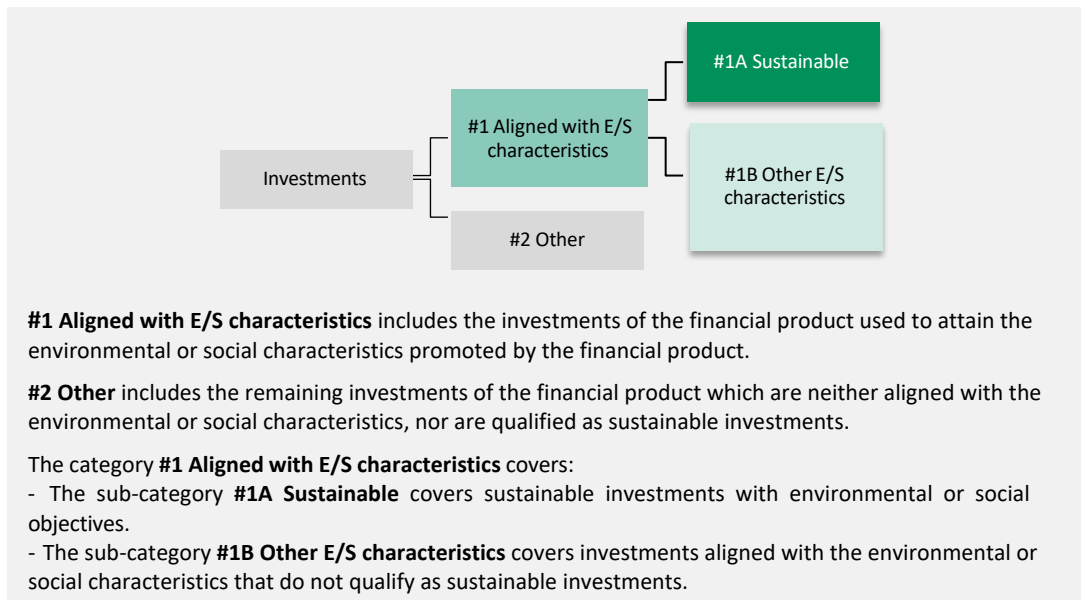 #1A Sustainable
#1 Aligned with E/S
characteristics
Investments
#1B Other E/S
characteristics
#2 Other
#1 Aligned with E/S characteristics includes the investments of the financial product used to attain the
environmental or social characteristics promoted by the financial product.
#2 Other includes the remaining investments of the financial product which are neither aligned with the
environmental or social characteristics, nor are qualified as sustainable investments.
The category #1 Aligned with E/S characteristics covers:
- The sub-category #1A Sustainable covers sustainable investments with environmental or social
objectives.
- The sub-category #1B Other E/S characteristics covers investments aligned with the environmental or
social characteristics that do not qualify as sustainable investments.